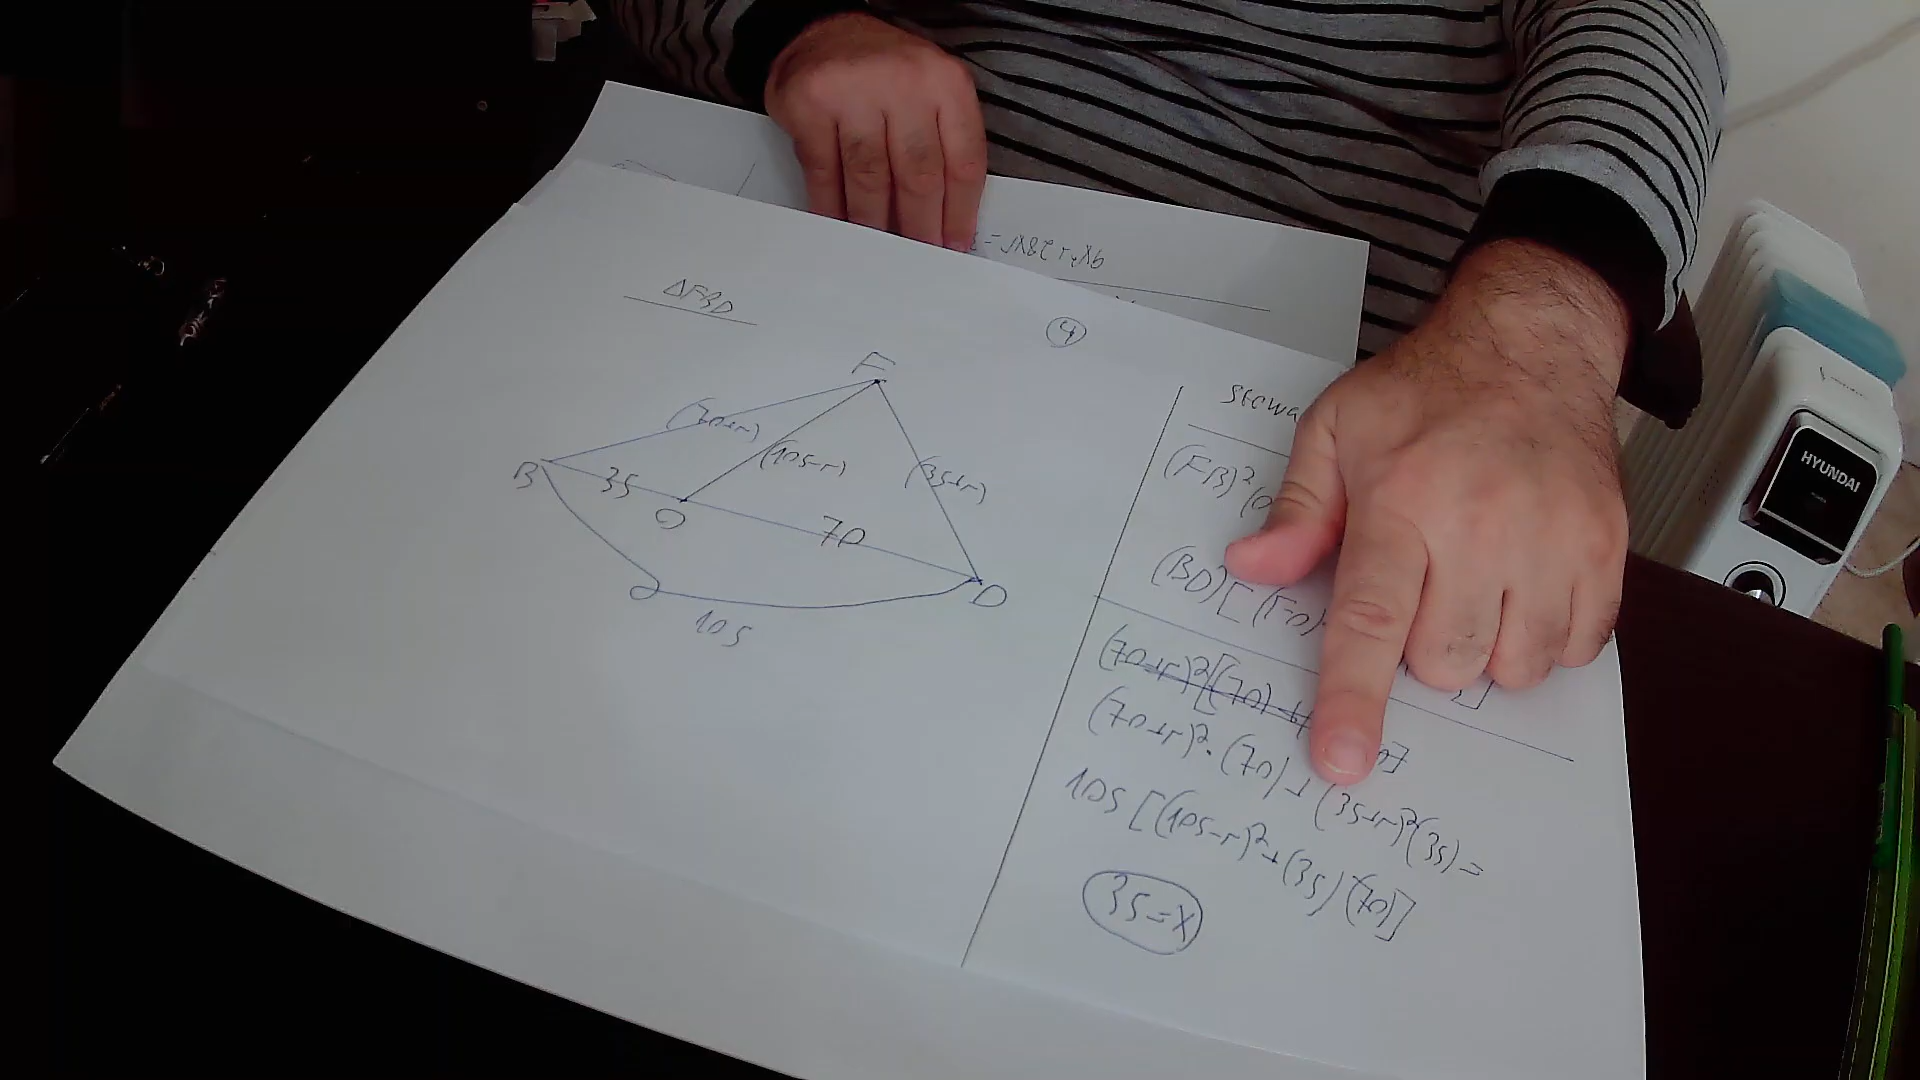 ΔFBD
4
F
(70+r)
(105-r)
(35+r)
B
35
O
70
D
105
Stewa
(FB)²(O
(BD)[(FO)
(70+r)²[(70)
(70+r)²·(70)+(35+r)²(35)=
105[(105-r)²+(35)(70)]
35=x
HYUNDAI